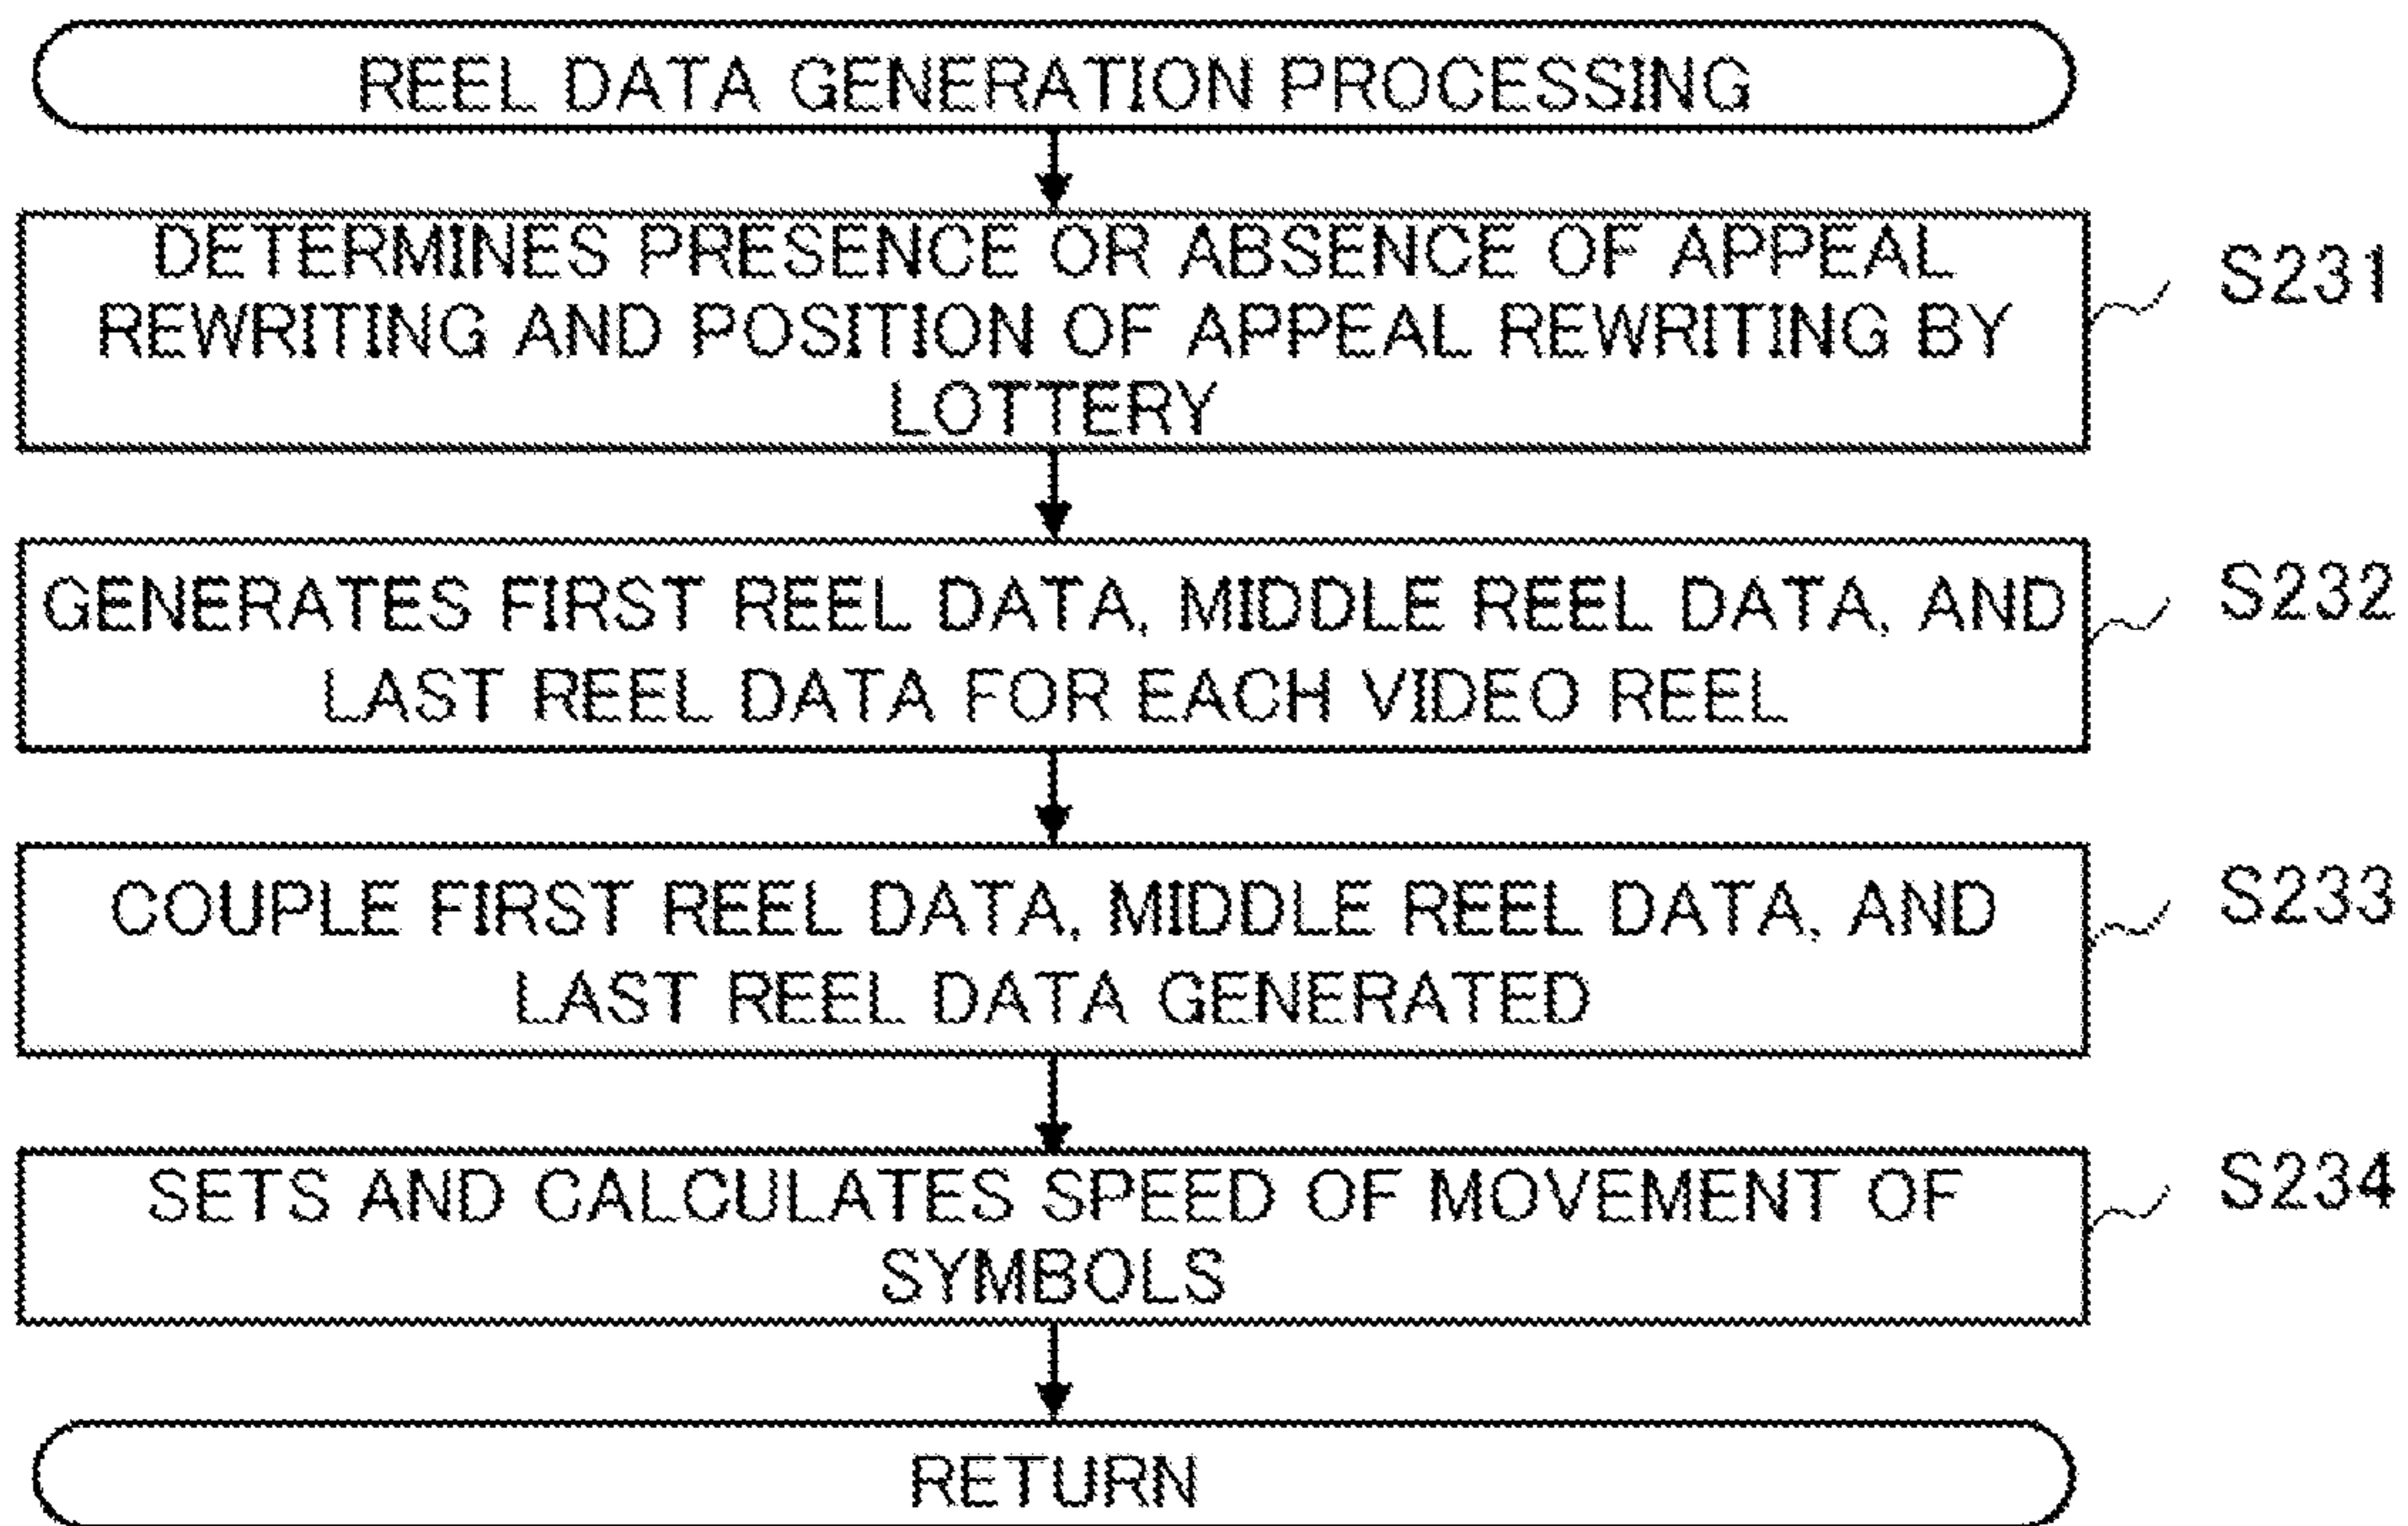 REEL DATA GENERATION PROCESSING
DETERMINES PRESENCE OR ABSENCE OF APPEAL
REWRITING AND POSITION OF APPEAL REWRITING BY
LOTTERY
S231
GENERATES FIRST REEL DATA, MIDDLE REEL DATA, AND
LAST REEL DATA FOR EACH VIDEO REEL
S232
COUPLE FIRST REEL DATA, MIDDLE REEL DATA, AND
LAST REEL DATA GENERATED
S233
SETS AND CALCULATES SPEED OF MOVEMENT OF
SYMBOLS
S234
RETURN